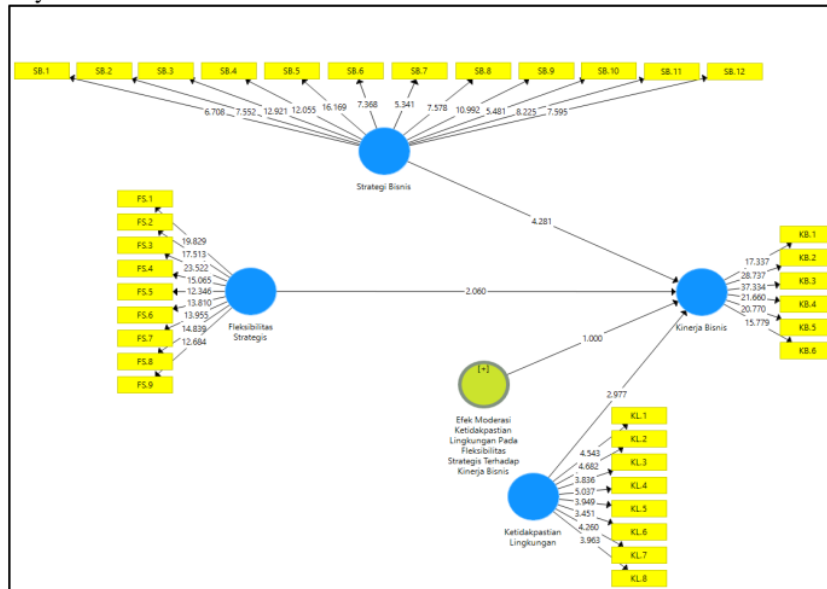 SB.1 SB.2 SB.3 SB.4 SB.5 SB.6 SB.7 SB.8 SB.9 SB.10 SB.11 SB.12
6.708 7.552 12.921 12.055 16.169 7.368 5.341 7.578 10.992 5.481 8.225 7.595
Strategi Bisnis
4.281
FS.1
FS.2
FS.3
FS.4
FS.5
FS.6
FS.7
FS.8
FS.9
19.829
17.513
23.522
15.065
12.346
13.810
13.955
14.839
12.684
Fleksibilitas
Strategis
2.060
KB.1
KB.2
KB.3
KB.4
KB.5
KB.6
17.337
28.737
37.334
21.660
20.770
15.779
Kinerja Bisnis
1.000
[+]
Efek Moderasi
Ketidakpastian
Lingkungan Pada
Fleksibilitas
Strategis Terhadap
Kinerja Bisnis
2.977
KL.1
KL.2
KL.3
KL.4
KL.5
KL.6
KL.7
KL.8
4.543
4.682
3.836
5.037
3.949
3.451
4.260
3.963
Ketidakpastian
Lingkungan